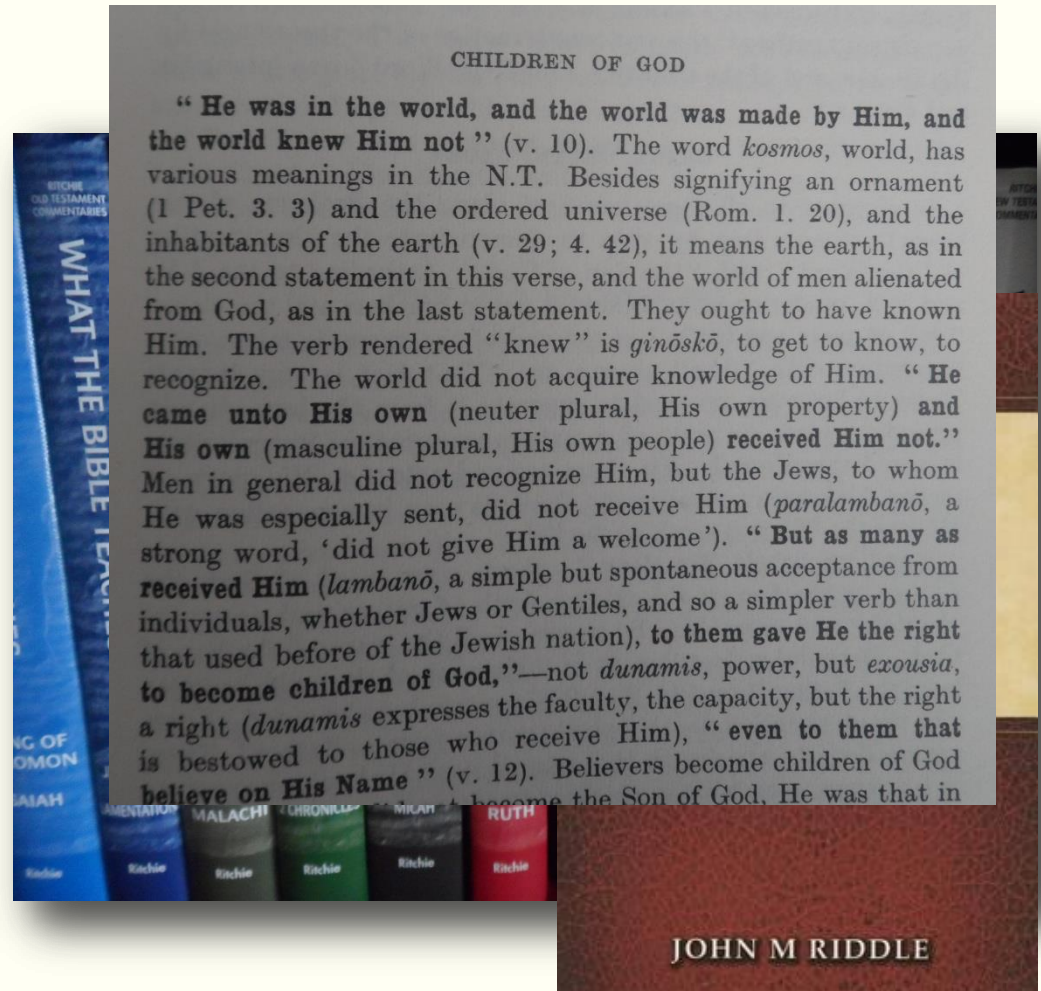 CHILDREN OF GOD
“ He was in the world, and the world was made by Him, and
the world knew Him not ” (v. 10). The word kosmos, world, has
various meanings in the N.T. Besides signifying an ornament
(1 Pet. 3. 3) and the ordered universe (Rom. 1. 20), and the
inhabitants of the earth (v. 29; 4. 42), it means the earth, as in
the second statement in this verse, and the world of men alienated
from God, as in the last statement. They ought to have known
Him. The verb rendered “knew” is ginōskō, to get to know, to
recognize. The world did not acquire knowledge of Him. “ He
came unto His own (neuter plural, His own property) and
His own (masculine plural, His own people) received Him not.”
Men in general did not recognize Him, but the Jews, to whom
He was especially sent, did not receive Him (paralambanō, a
strong word, ‘did not give Him a welcome’). “ But as many as
received Him (lambanō, a simple but spontaneous acceptance from
individuals, whether Jews or Gentiles, and so a simpler verb than
that used before of the Jewish nation), to them gave He the right
to become children of God,”—not dunamis, power, but exousia,
a right (dunamis expresses the faculty, the capacity, but the right
is bestowed to those who receive Him), “ even to them that
believe on His Name ” (v. 12). Believers become children of God
become the Son of God, He was that in
RITCHIE
OLD TESTAMENT
COMMENTARIES
WHAT THE BIBLE
MALACHI
CHRONICLES
MICAH
RUTH
Ritchie
Ritchie
Ritchie
Ritchie
Ritchie
Ritchie
JOHN M RIDDLE